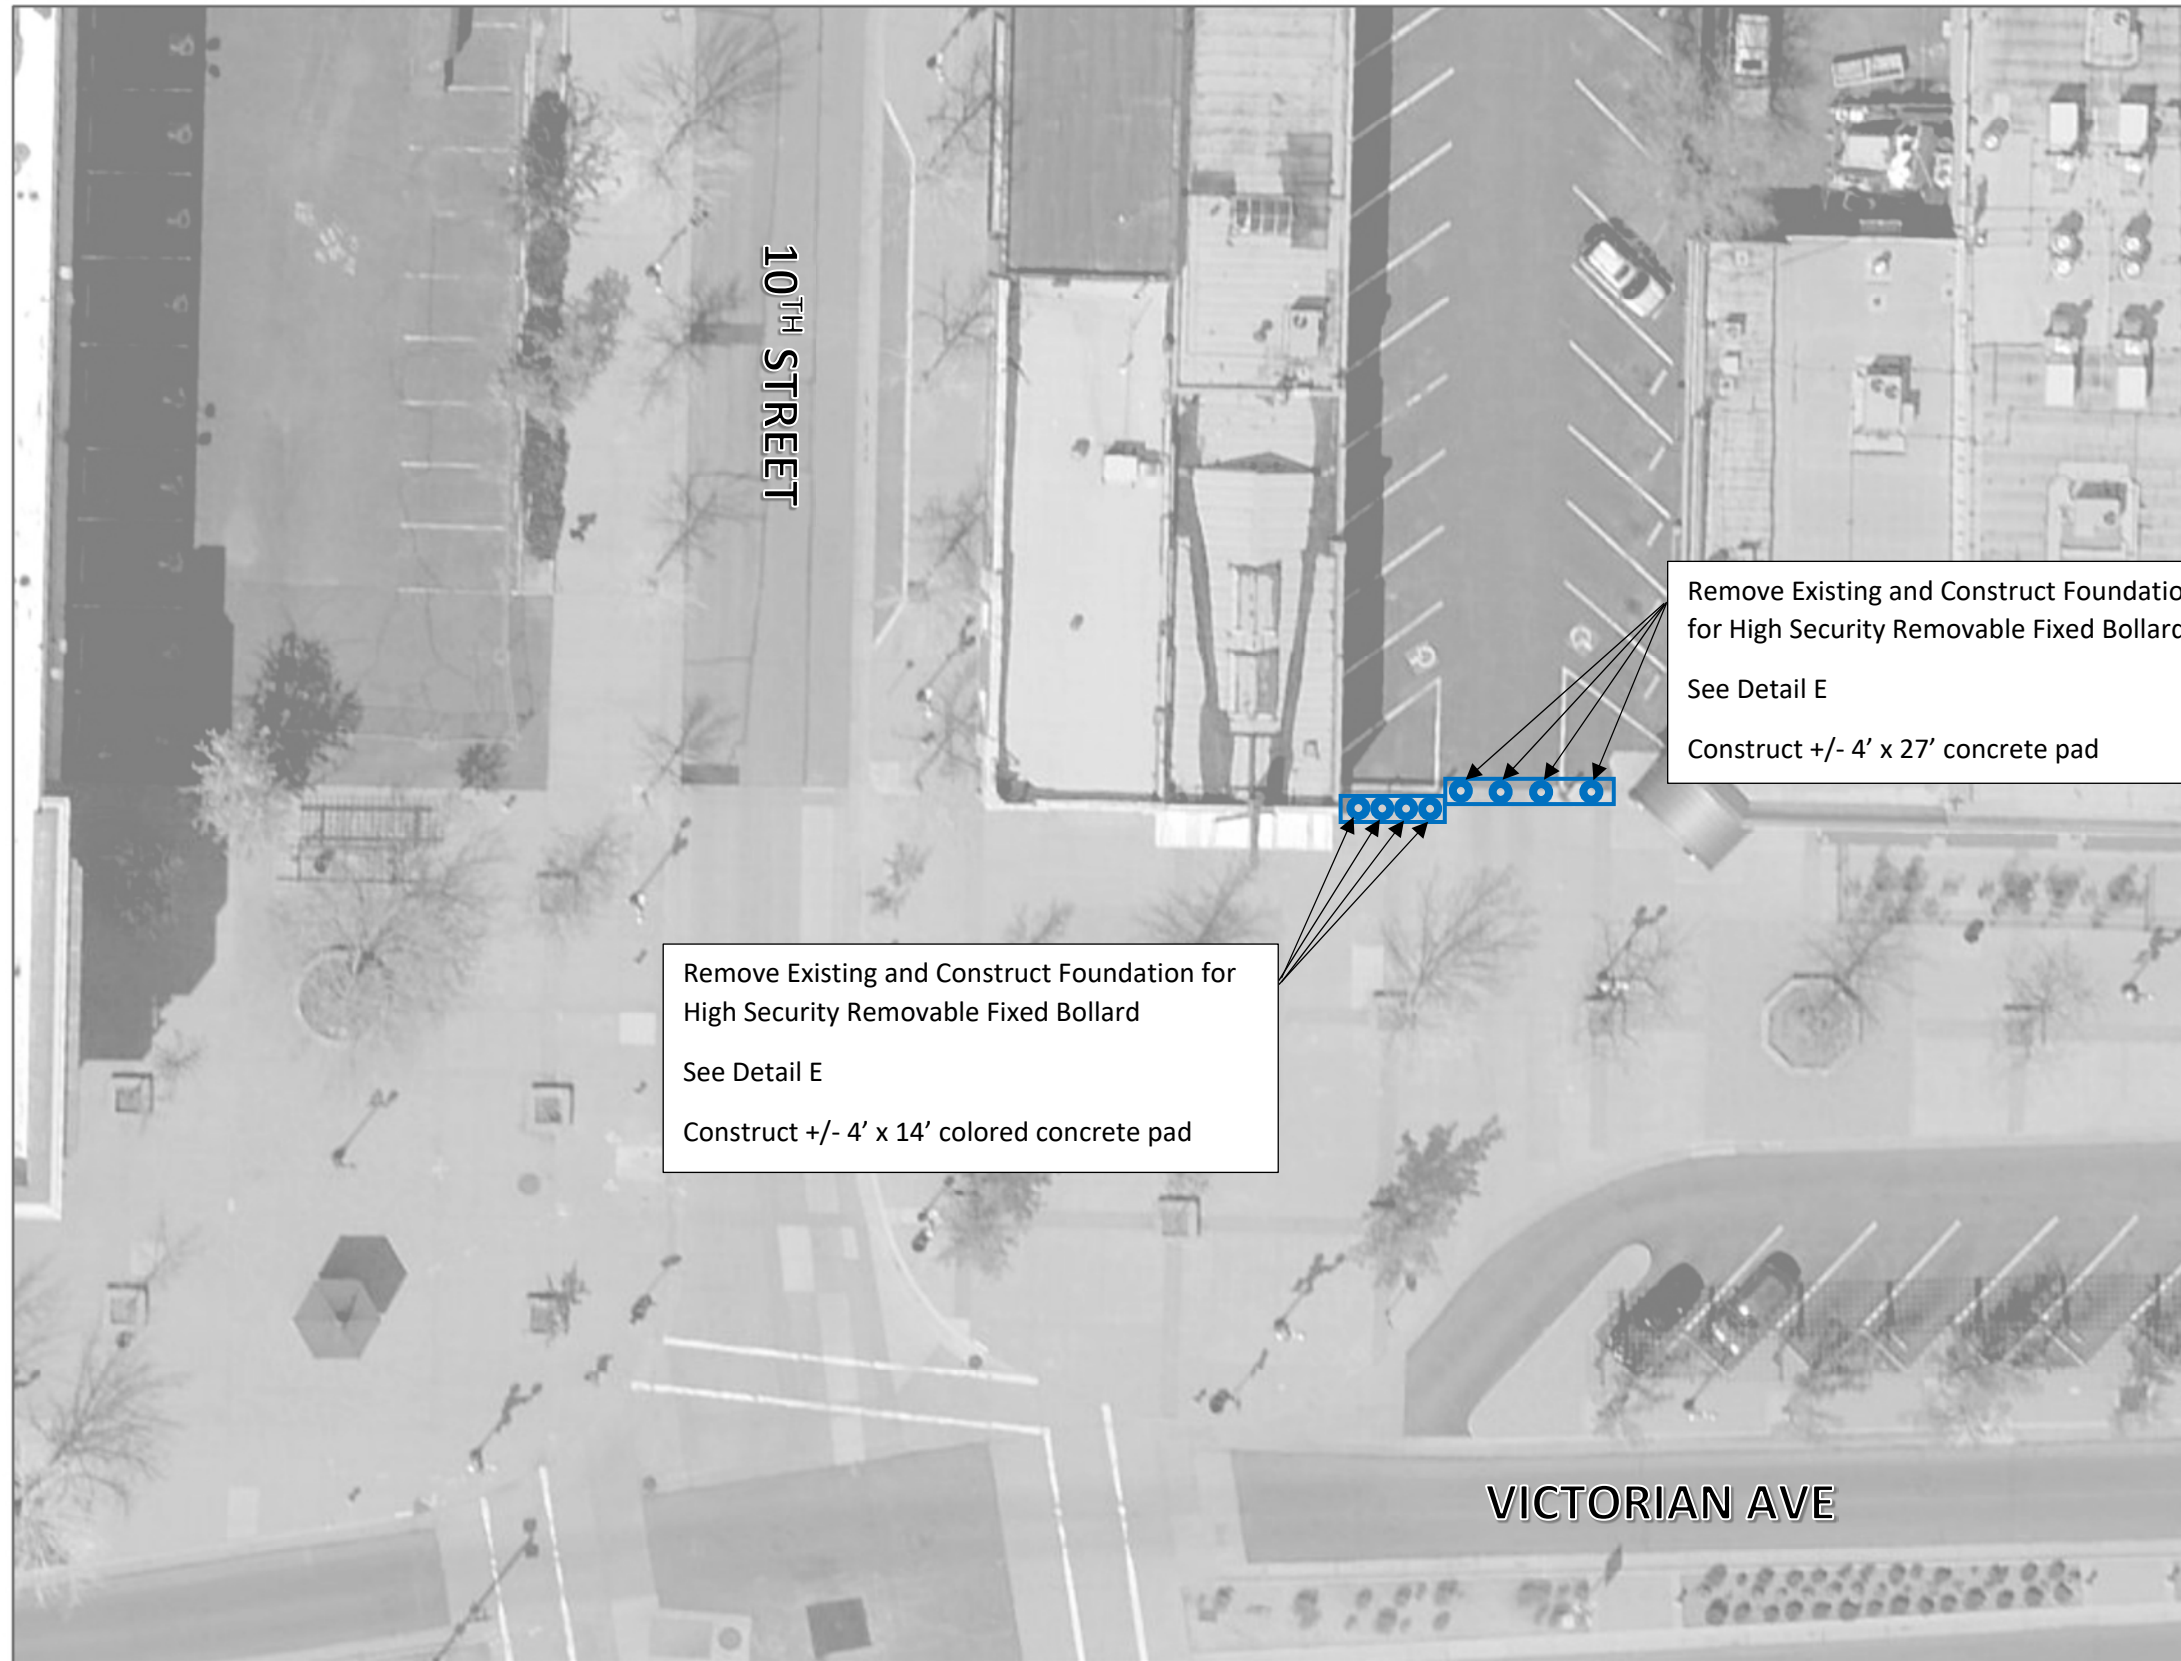 10TH STREET
Remove Existing and Construct Foundatio
for High Security Removable Fixed Bollard
See Detail E
Construct +/- 4’ x 27’ concrete pad
Remove Existing and Construct Foundation for
High Security Removable Fixed Bollard
See Detail E
Construct +/- 4’ x 14’ colored concrete pad
VICTORIAN AVE